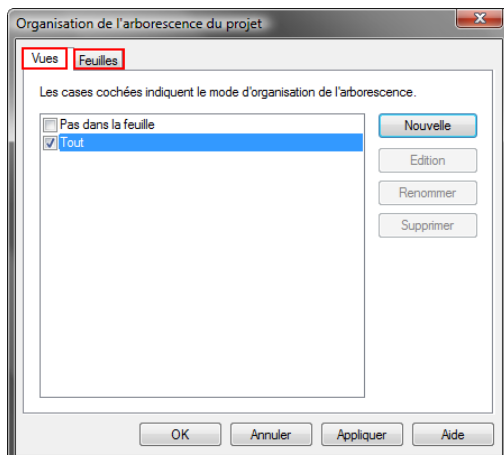 Organisation de l'arborescence du projet
Vues Feuilles
Les cases cochées indiquent le mode d'organisation de l'arborescence.
Pas dans la feuille
Tout
Nouvelle
Edition
Renommer
Supprimer
OK Annuler Appliquer Aide